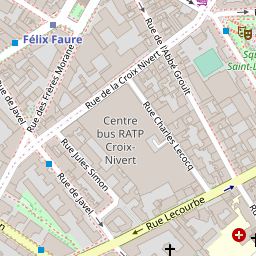 Félix Faure
Rue de l'Abbé Groult
Squ
Saint-L
Rue des Frères Morane
Rue de la Croix Nivert
Rue de Javel
Centre
bus RATP
Croix-
Nivert
Rue Charles Lecocq
Rue Jules Simon
Rue de Javel
Rue Lecourbe